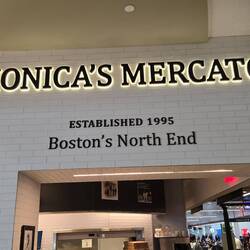 ONICA'S MERCATO
ESTABLISHED 1995
Boston's North End